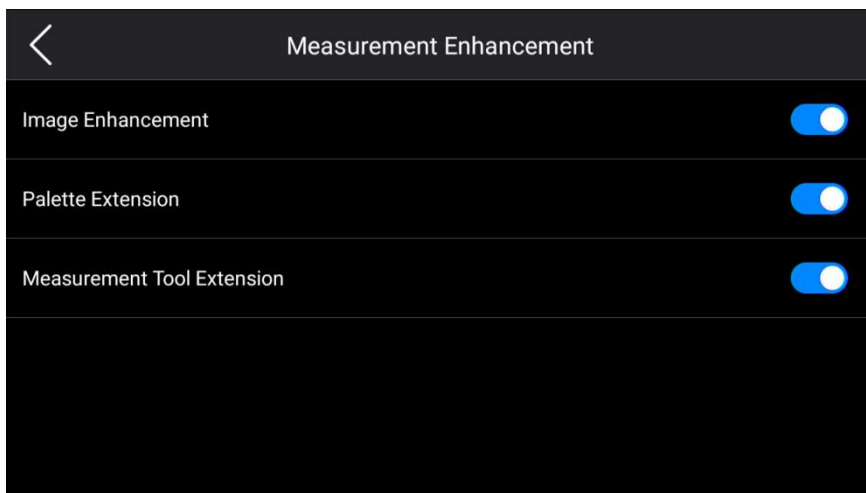 Measurement Enhancement
Image Enhancement
Palette Extension
Measurement Tool Extension